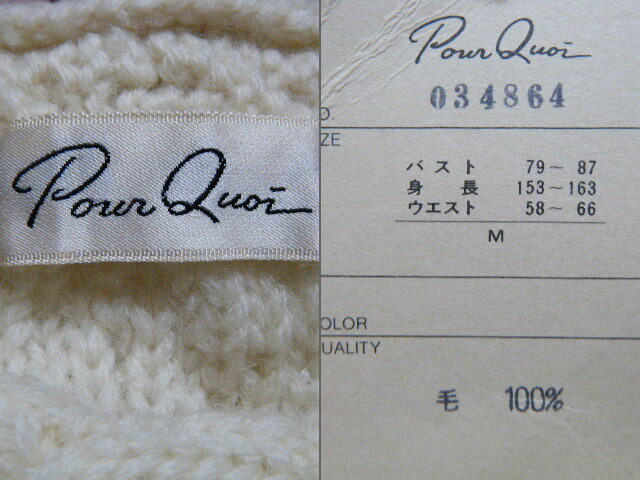 Pour Quoi
Pour Quoi
O. 034864
ZE
バスト 79～ 87
身長 153～163
ウエスト 58～ 66
M
OLOR
UALITY
毛 100%